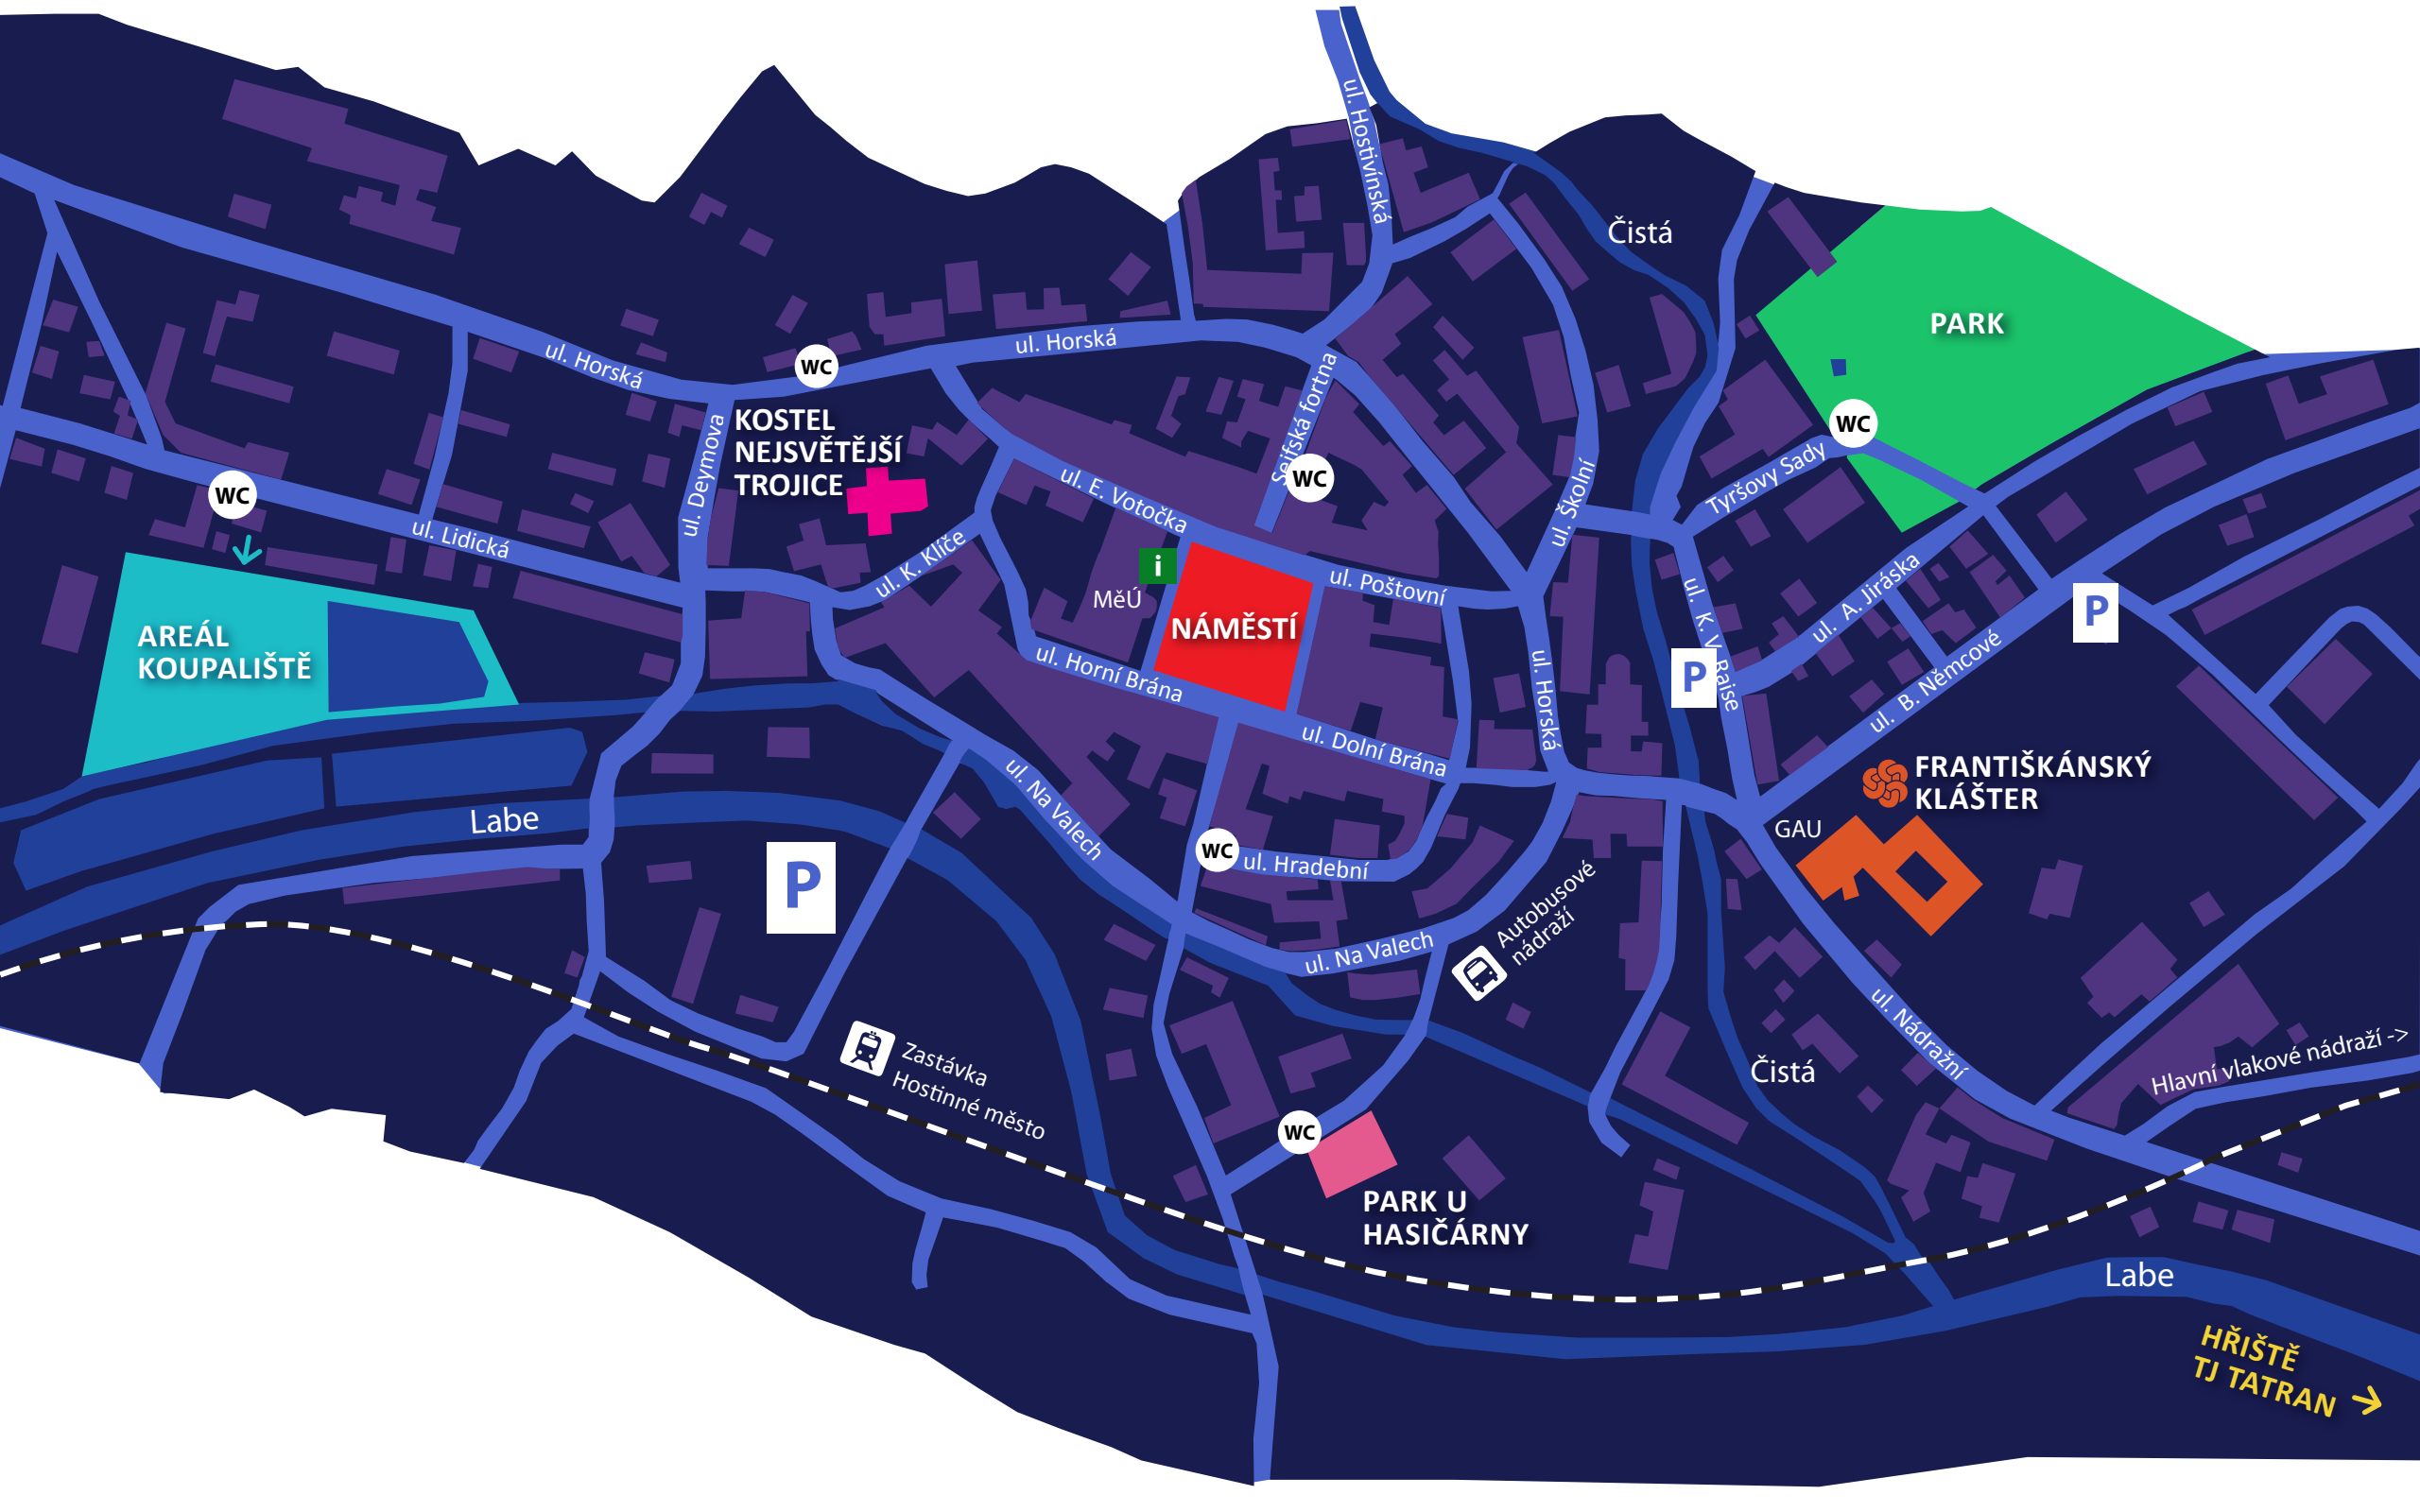 ul. Hostivínská
Čistá
PARK
ul. Horská
ul. Horská
WC
KOSTEL
NEJSVĚTĚJŠÍ
TROJICE
ul. Deymova
Sejfská fortna
WC
WC
Tyršovy Sady
ul. E. Votočka
ul. Školní
WC
ul. Lidická
ul. K. Klíče
i
MěÚ
NÁMĚSTÍ
ul. Poštovní
ul. K. V. Raise
ul. A. Jiráska
P
P
AREÁL
KOUPALIŠTĚ
ul. Horní Brána
ul. Dolní Brána
ul. Horská
ul. B. Němcové
FRANTIŠKÁNSKÝ
KLÁŠTER
GAU
Labe
P
ul. Na Valech
WC
ul. Hradební
ul. Na Valech
Autobusové
nádraží
ul. Nádražní
Čistá
Hlavní vlakové nádraží ->
Zastávka
Hostinné město
WC
PARK U
HASIČÁRNY
Labe
HŘIŠTĚ
TJ TATRAN